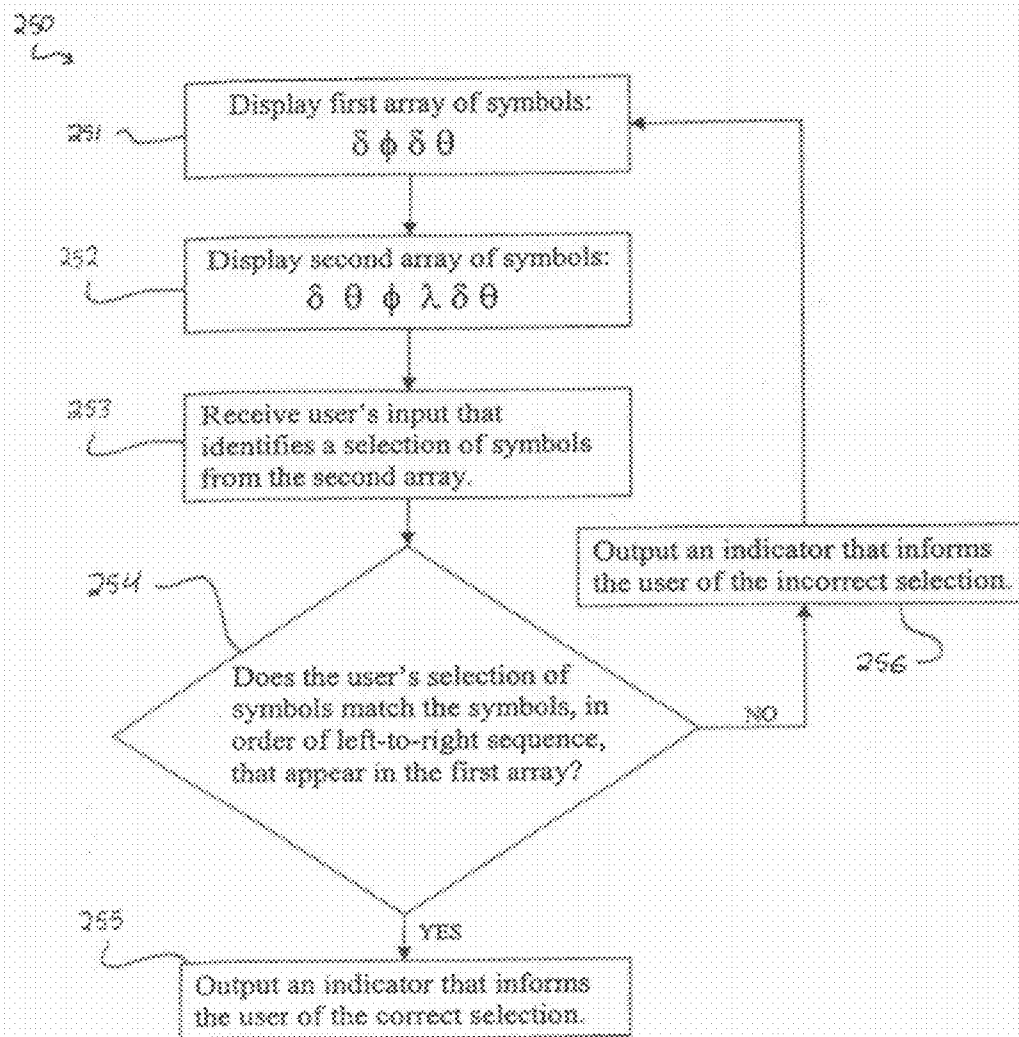 250
251
Display first array of symbols:
δ ϕ δ θ
252
Display second array of symbols:
δ θ ϕ λ δ θ
253
Receive user's input that
identifies a selection of symbols
from the second array.
254
Does the user's selection of
symbols match the symbols, in
order of left-to-right sequence,
that appear in the first array?
NO
Output an indicator that informs
the user of the incorrect selection.
256
YES
255
Output an indicator that informs
the user of the correct selection.